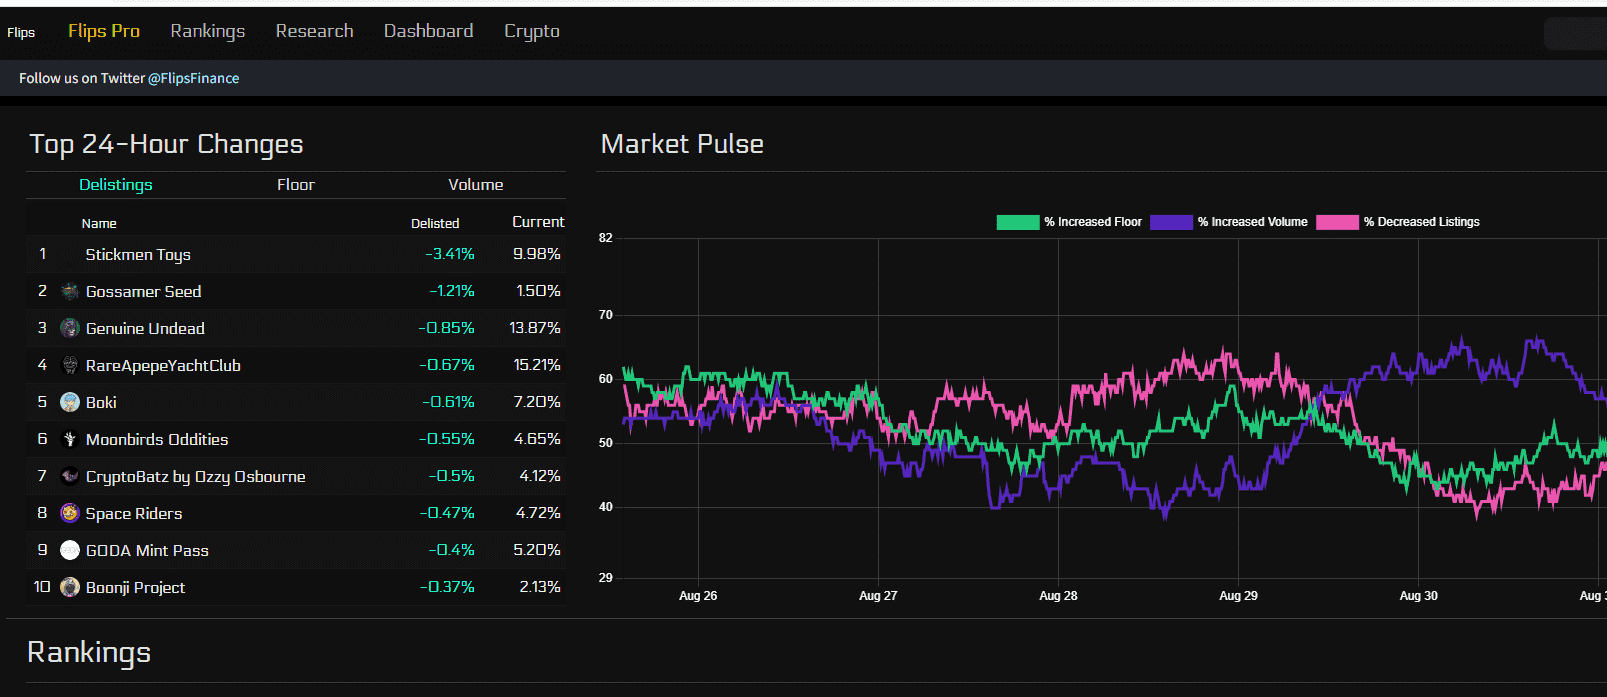 Flips Flips Pro Rankings Research Dashboard Crypto
Follow us on Twitter @FlipsFinance
Top 24-Hour Changes
Delistings Floor Volume
Name Delisted Current
1 Stickmen Toys -3.41% 9.98%
2 Gossamer Seed -1.21% 1.50%
3 Genuine Undead -0.85% 13.87%
4 RareApepeYachtClub -0.67% 15.21%
5 Boki -0.61% 7.20%
6 Moonbirds Oddities -0.55% 4.65%
7 CryptoBatz by Ozzy Osbourne -0.5% 4.12%
8 Space Riders -0.47% 4.72%
9 GODA Mint Pass -0.4% 5.20%
10 Boonji Project -0.37% 2.13%
Market Pulse
% Increased Floor % Increased Volume % Decreased Listings
82
70
60
50
40
29
Aug 26 Aug 27 Aug 28 Aug 29 Aug 30 Aug
Rankings